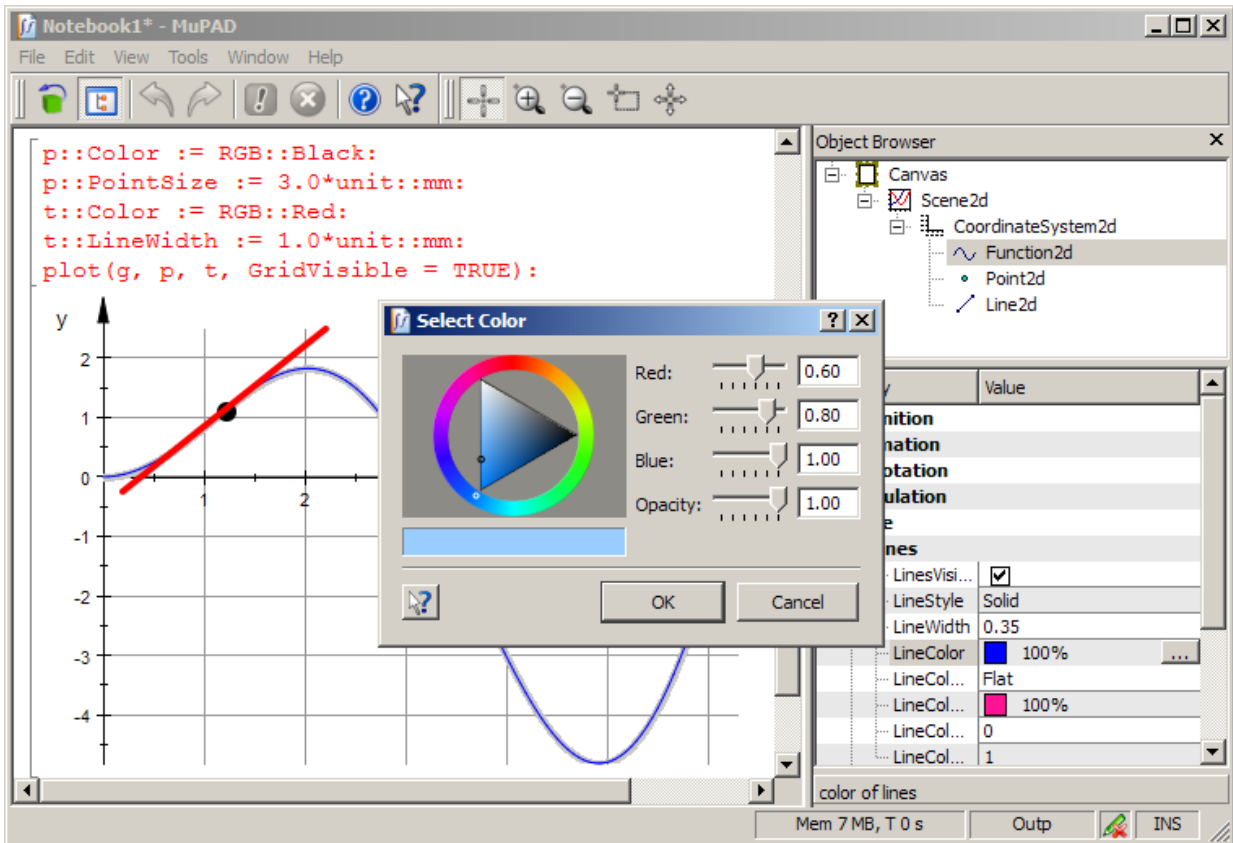 Notebook1* - MuPAD
File Edit View Tools Window Help
p::Color := RGB::Black:
p::PointSize := 3.0*unit::mm:
t::Color := RGB::Red:
t::LineWidth := 1.0*unit::mm:
plot(g, p, t, GridVisible = TRUE):
y
2
1
0
-1
-2
-3
-4
1
2
Select Color
Red: 0.60
Green: 0.80
Blue: 1.00
Opacity: 1.00
OK Cancel
Object Browser
Canvas
Scene2d
CoordinateSystem2d
Function2d
Point2d
Line2d
y Value
nition
nation
otation
ulation
e
nes
LinesVisi...
LineStyle Solid
LineWidth 0.35
LineColor 100% ...
LineCol... Flat
LineCol... 100%
LineCol... 0
LineCol... 1
color of lines
Mem 7 MB, T 0 s Outp INS